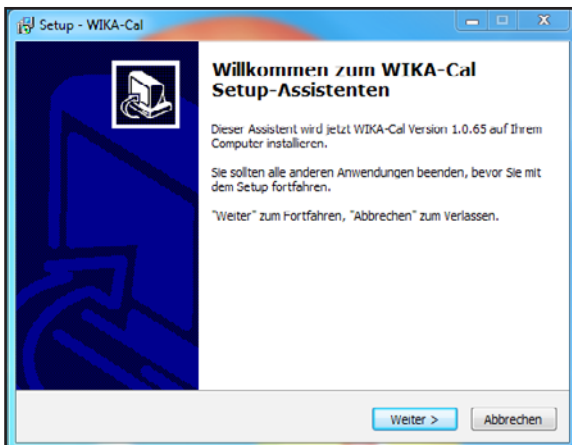 Setup - WIKA-Cal
Willkommen zum WIKA-Cal
Setup-Assistenten
Dieser Assistent wird jetzt WIKA-Cal Version 1.0.65 auf Ihrem
Computer installieren.
Sie sollten alle anderen Anwendungen beenden, bevor Sie mit
dem Setup fortfahren.
"Weiter" zum Fortfahren, "Abbrechen" zum Verlassen.
Weiter >
Abbrechen